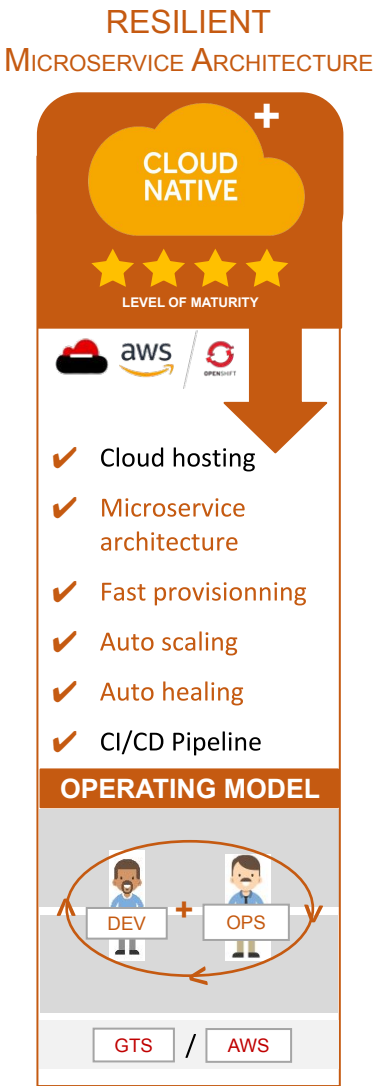 RESILIENT
MICROSERVICE ARCHITECTURE
+
CLOUD
NATIVE
LEVEL OF MATURITY
aws / OPENSHIFT
✔ Cloud hosting
✔ Microservice
architecture
✔ Fast provisionning
✔ Auto scaling
✔ Auto healing
✔ CI/CD Pipeline
OPERATING MODEL
DEV + OPS
GTS / AWS